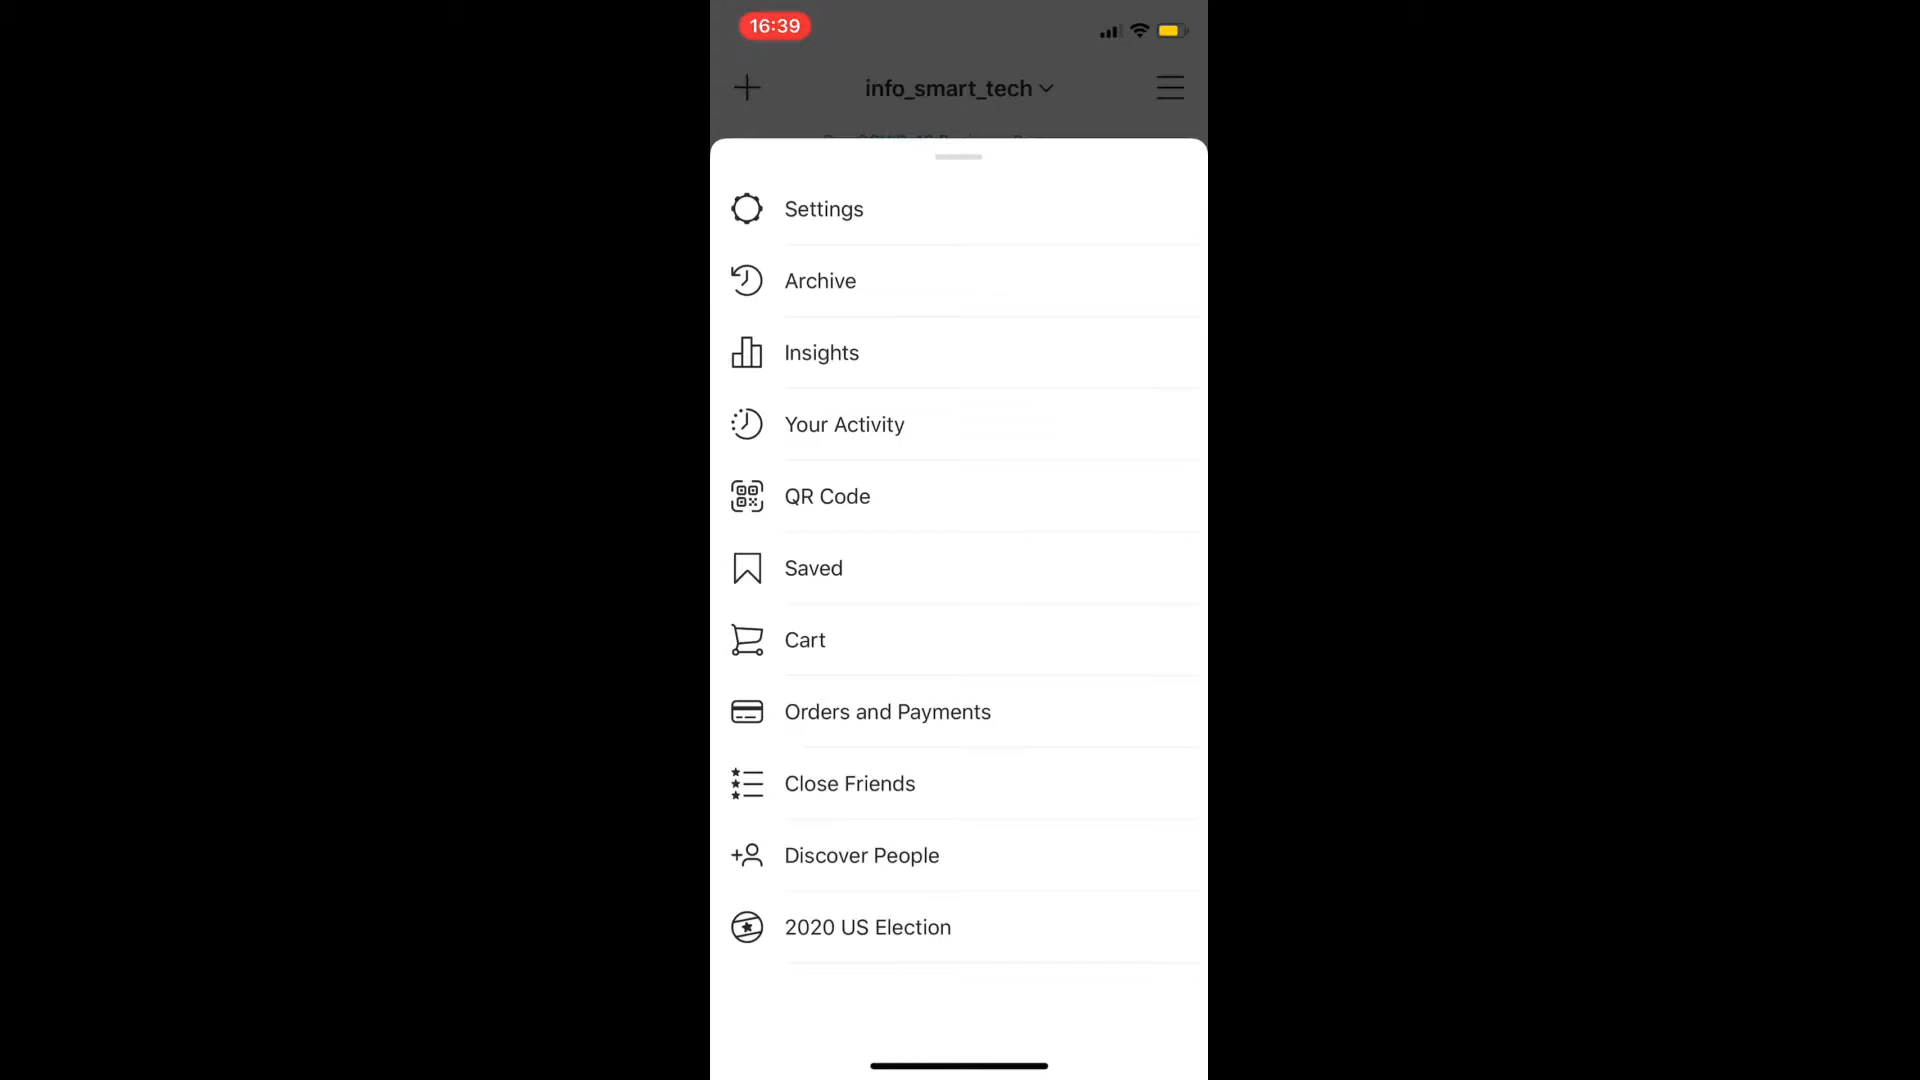 16:39
info_smart_tech
Settings
Archive
Insights
Your Activity
QR Code
Saved
Cart
Orders and Payments
Close Friends
Discover People
2020 US Election